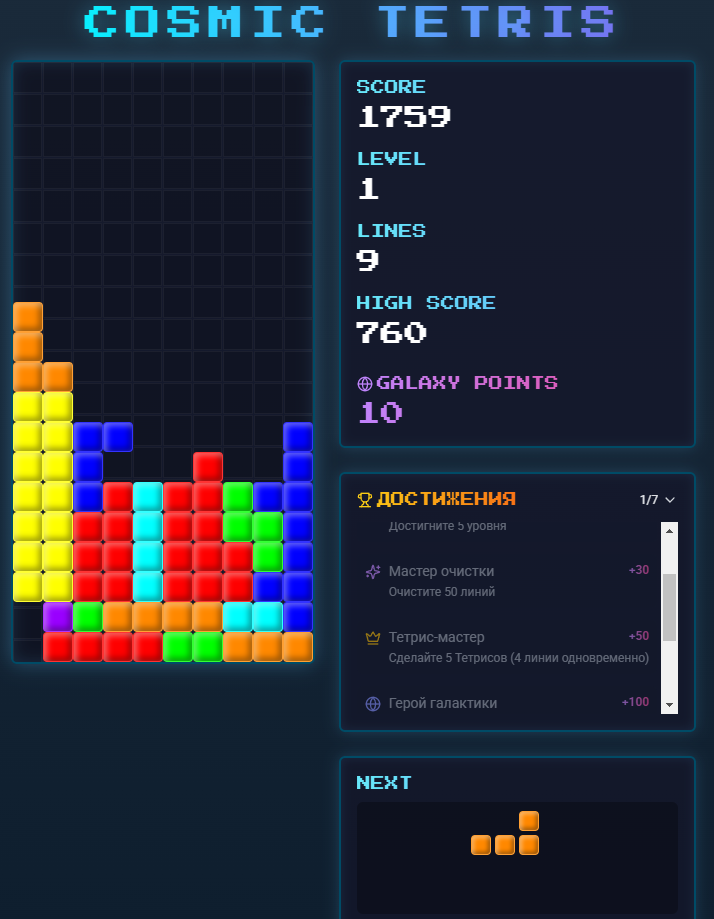 COSMIC TETRIS
SCORE
1759
LEVEL
1
LINES
9
HIGH SCORE
760
GALAXY POINTS
10
ДОСТИЖЕНИЯ 1/7
Достигните 5 уровня
Мастер очистки +30
Очистите 50 линий
Тетрис-мастер +50
Сделайте 5 Тетрисов (4 линии одновременно)
Герой галактики +100
NEXT